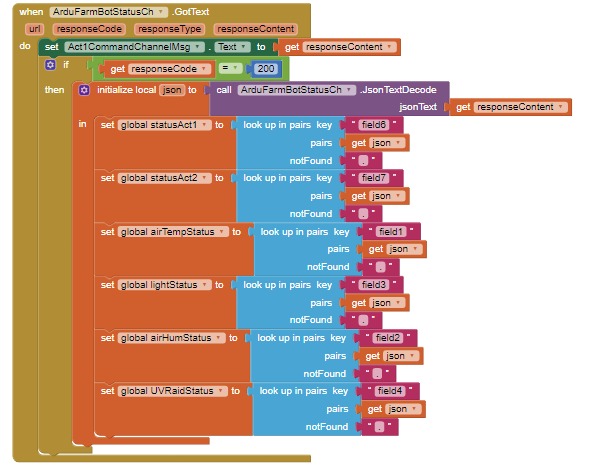 when ArduFarmBotStatusCh .GotText
url responseCode responseType responseContent
do set Act1CommandChannelMsg . Text to get responseContent
if get responseCode = 200
then initialize local json to call ArduFarmBotStatusCh .JsonTextDecode
jsonText get responseContent
in set global statusAct1 to look up in pairs key " field6 "
pairs get json
notFound " . "
set global statusAct2 to look up in pairs key " field7 "
pairs get json
notFound " . "
set global airTempStatus to look up in pairs key " field1 "
pairs get json
notFound " . "
set global lightStatus to look up in pairs key " field3 "
pairs get json
notFound " . "
set global airHumStatus to look up in pairs key " field2 "
pairs get json
notFound " . "
set global UVRaidStatus to look up in pairs key " field4 "
pairs get json
notFound " . "